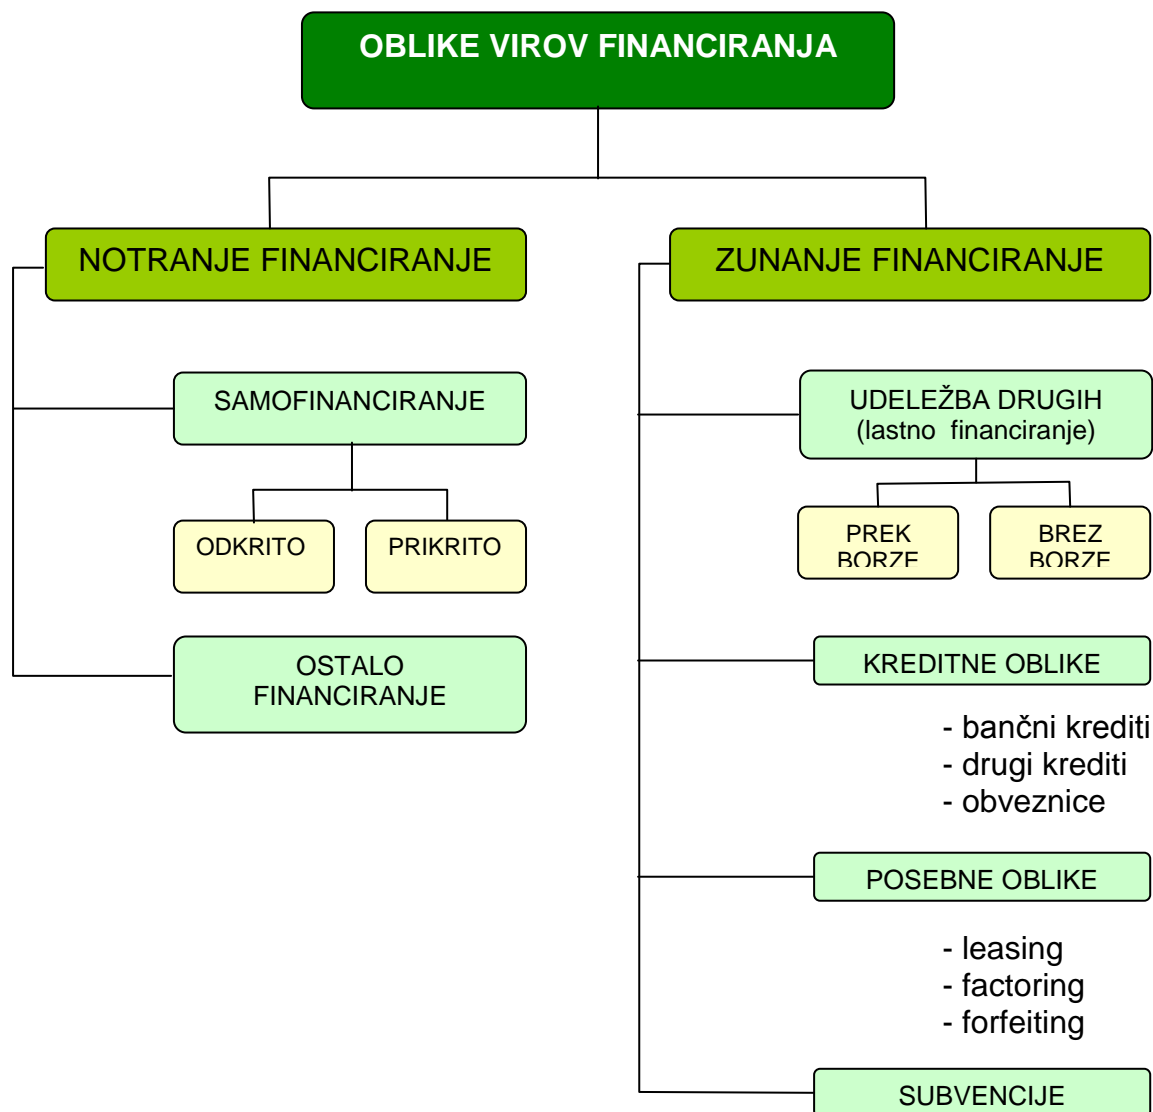 OBLIKE VIROV FINANCIRANJA
NOTRANJE FINANCIRANJE
SAMOFINANCIRANJE
ODKRITO
PRIKRITO
OSTALO
FINANCIRANJE
ZUNANJE FINANCIRANJE
UDELEŽBA DRUGIH
(lastno financiranje)
PREK
BORZE
BREZ
BORZE
KREDITNE OBLIKE
- bančni krediti
- drugi krediti
- obveznice
POSEBNE OBLIKE
- leasing
- factoring
- forfeiting
SUBVENCIJE